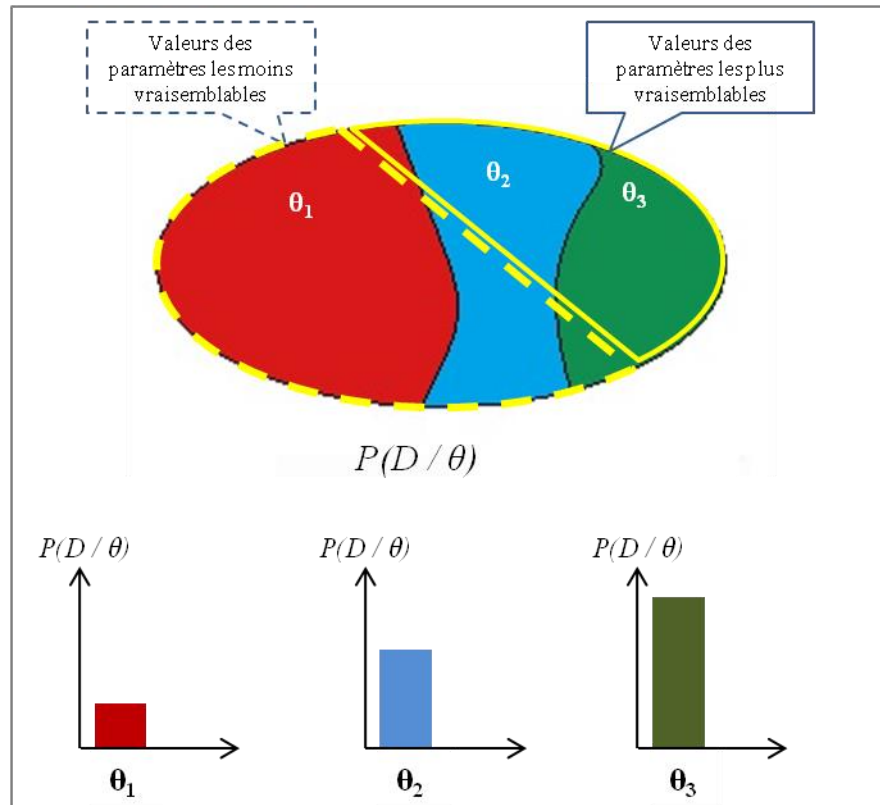 Valeurs des
paramètres les moins
vraisemblables
Valeurs des
paramètres les plus
vraisemblables
θ1
θ2
θ3
P(D / θ)
P(D / θ)
P(D / θ)
P(D / θ)
θ1
θ2
θ3